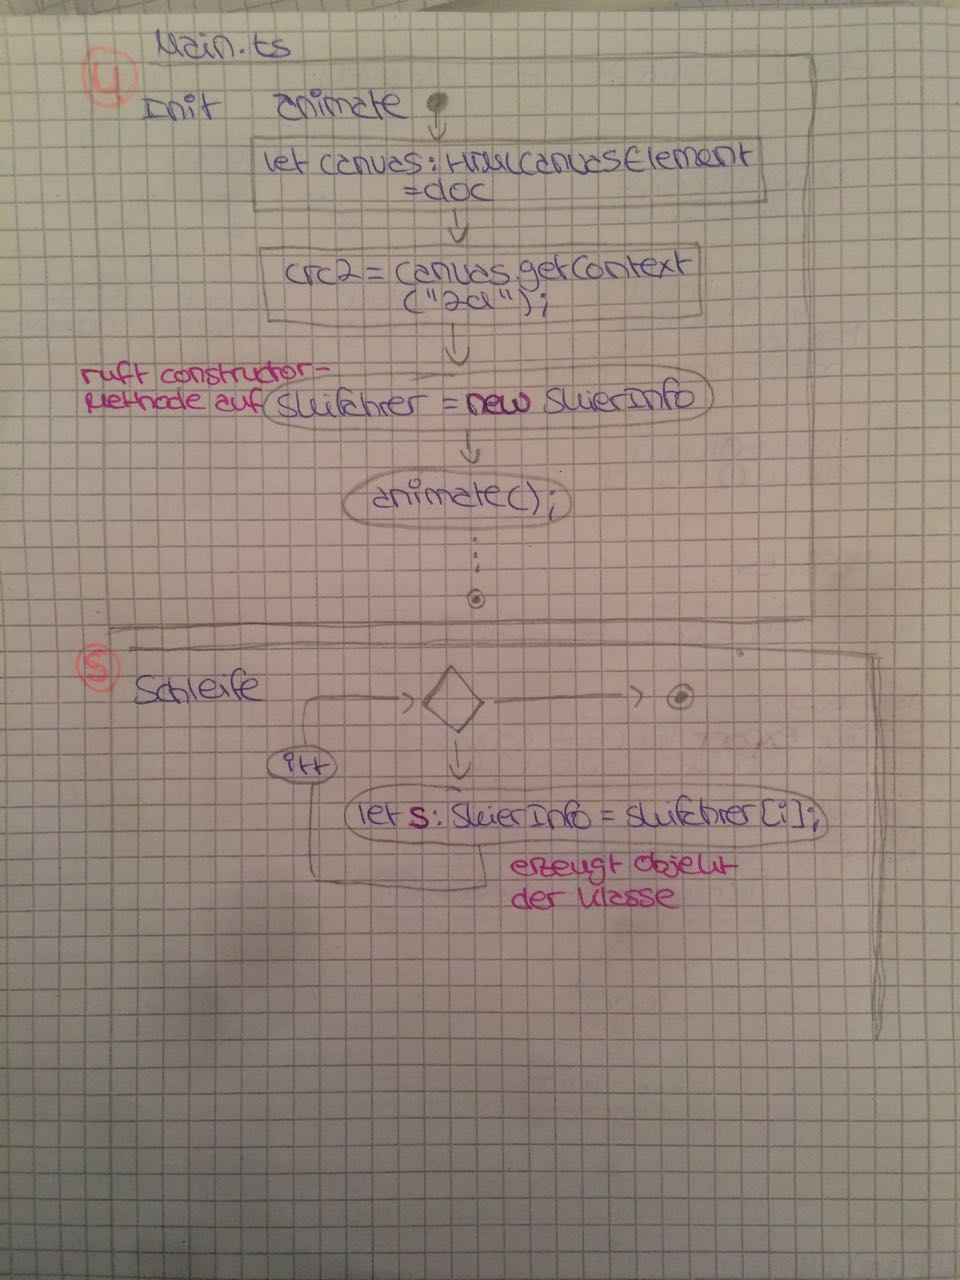 4
Main.ts
Init animate
let canvas: HTMLCanvasElement
=doc
crc2 = canvas.getContext
("2d");
ruft constructor-
Methode auf
skifahrer = new SkierInfo
animate();
5
Schleife
i++
let s: SkierInfo = skifahrer[i];
erzeugt Objekt
der Klasse